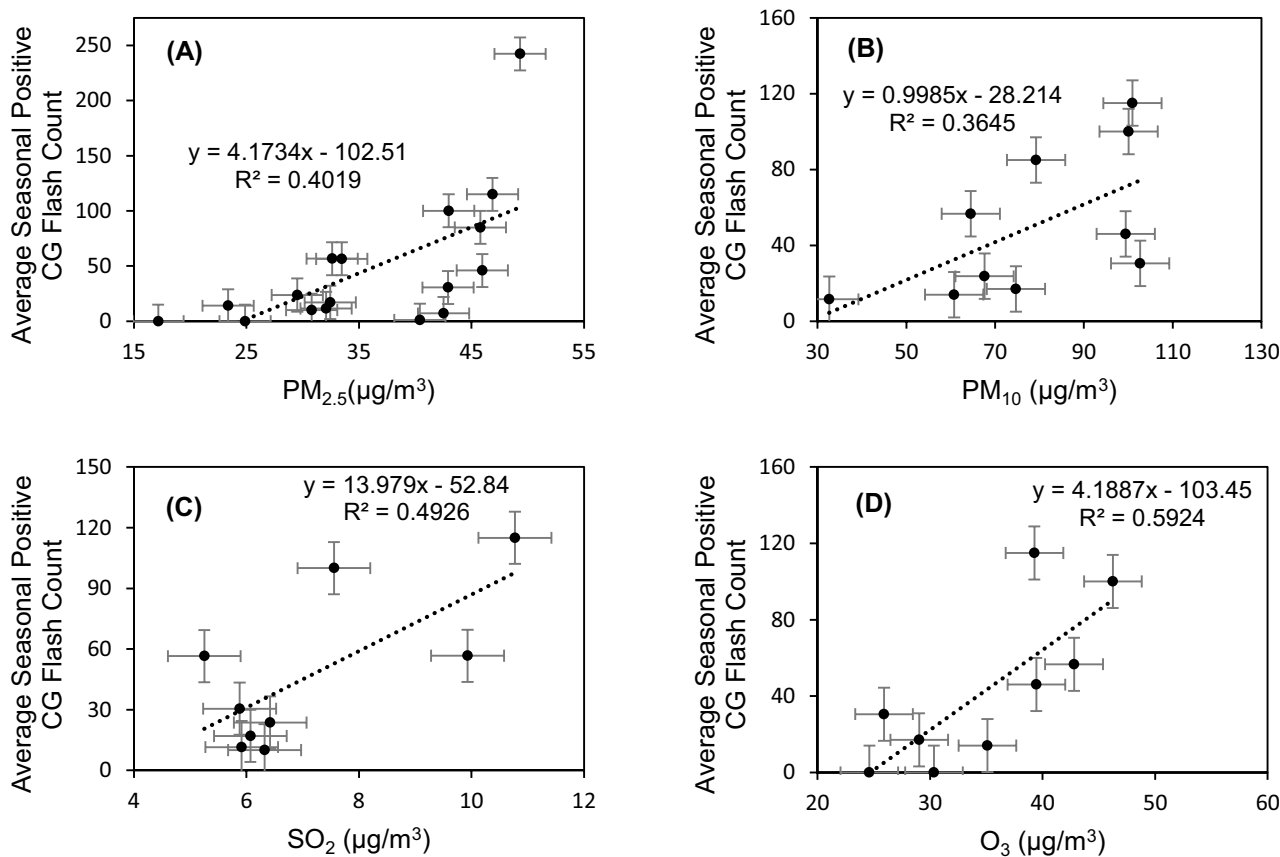 (A)
y = 4.1734x - 102.51
R² = 0.4019
Average Seasonal Positive
CG Flash Count
250
200
150
100
50
0
15
25
35
45
55
PM₂.₅(µg/m³)
(B)
y = 0.9985x - 28.214
R² = 0.3645
Average Seasonal Positive
CG Flash Count
160
120
80
40
0
30
50
70
90
110
130
PM₁₀ (µg/m³)
(C)
y = 13.979x - 52.84
R² = 0.4926
Average Seasonal Positive
CG Flash Count
150
120
90
60
30
0
4
6
8
10
12
SO₂ (µg/m³)
(D)
y = 4.1887x - 103.45
R² = 0.5924
Average Seasonal Positive
CG Flash Count
160
120
80
40
0
20
30
40
50
60
O₃ (µg/m³)